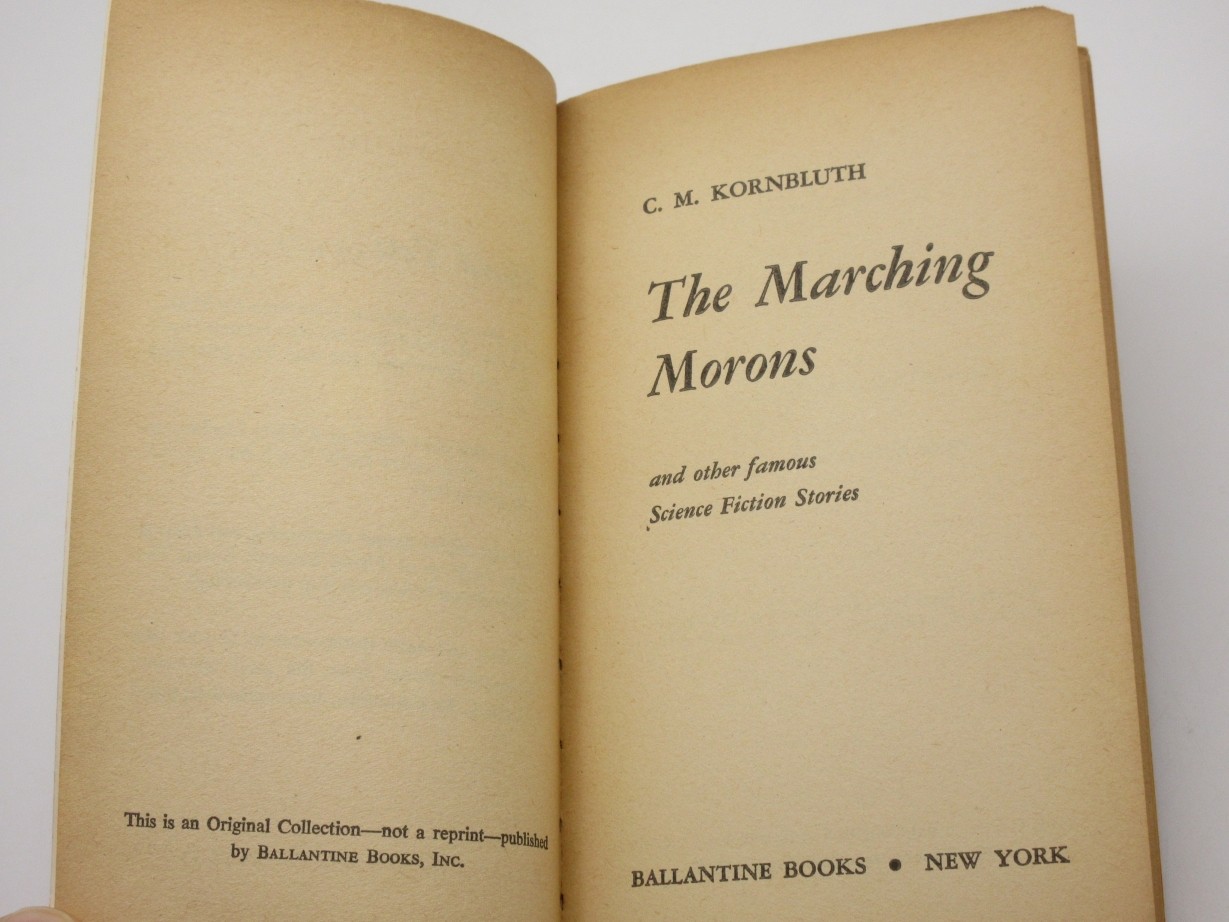 This is an Original Collection—not a reprint—published
by BALLANTINE BOOKS, INC.
C. M. KORNBLUTH
The Marching
Morons
and other famous
Science Fiction Stories
BALLANTINE BOOKS • NEW YORK